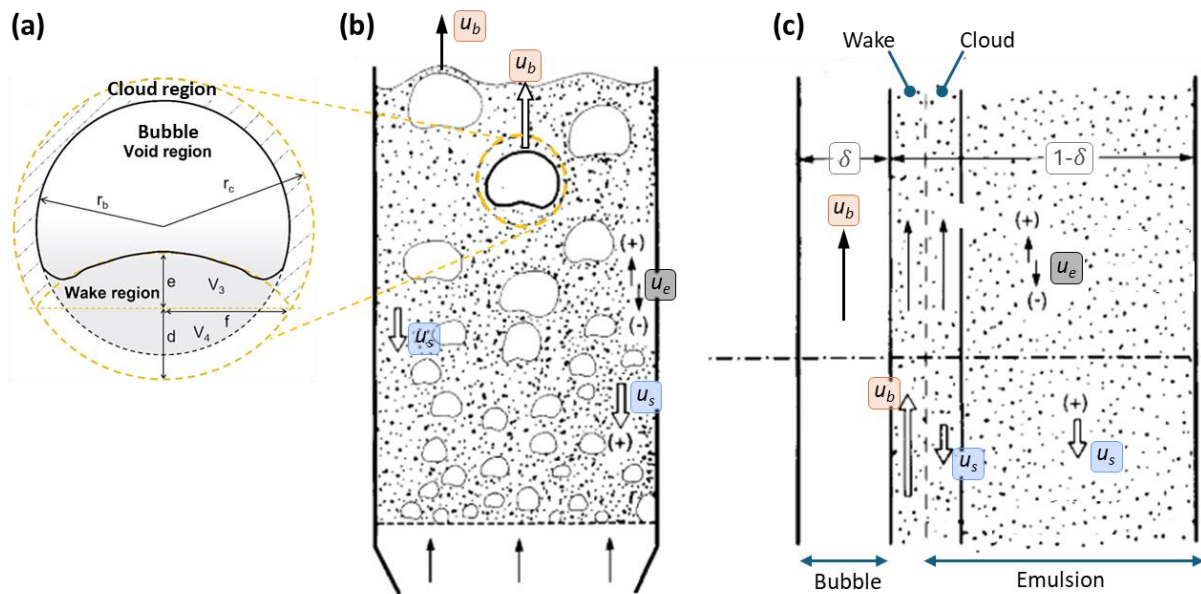 (a)
Cloud region
Bubble
Void region
r_b
r_c
Wake region
e
V_3
f
d
V_4
(b)
u_b
u_b
(+)
u_e
(-)
u_s
u_s
(+)
(c)
Wake
Cloud
δ
1-δ
u_b
(+)
u_e
(-)
u_b
u_s
(+)
u_s
Bubble
Emulsion